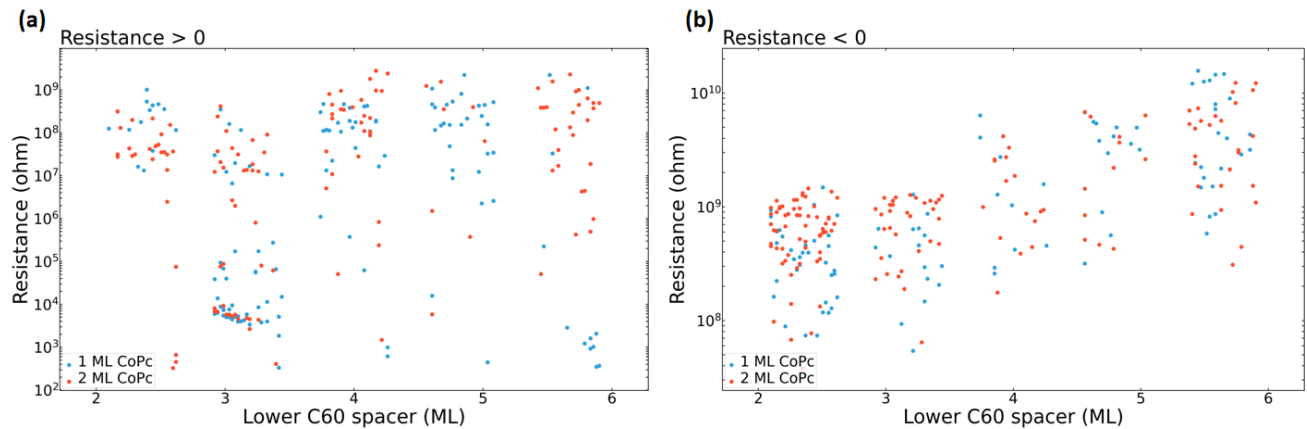 (a)
Resistance > 0
Resistance (ohm)
10⁹
10⁸
10⁷
10⁶
10⁵
10⁴
10³
10²
1 ML CoPc
2 ML CoPc
2 3 4 5 6
Lower C60 spacer (ML)
(b)
Resistance < 0
Resistance (ohm)
10¹⁰
10⁹
10⁸
1 ML CoPc
2 ML CoPc
2 3 4 5 6
Lower C60 spacer (ML)